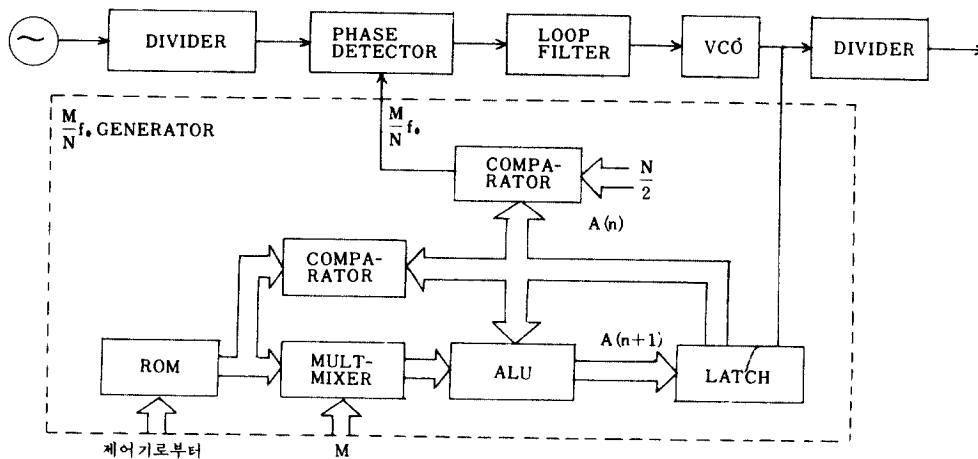 DIVIDER
PHASE
DETECTOR
LOOP
FILTER
VCO
DIVIDER
M
N
f₀ GENERATOR
M
N
f₀
COMPA-
RATOR
N
2
A(n)
COMPA-
RATOR
A(n+1)
ROM
MULT-
MIXER
ALU
LATCH
제어기로부터
M